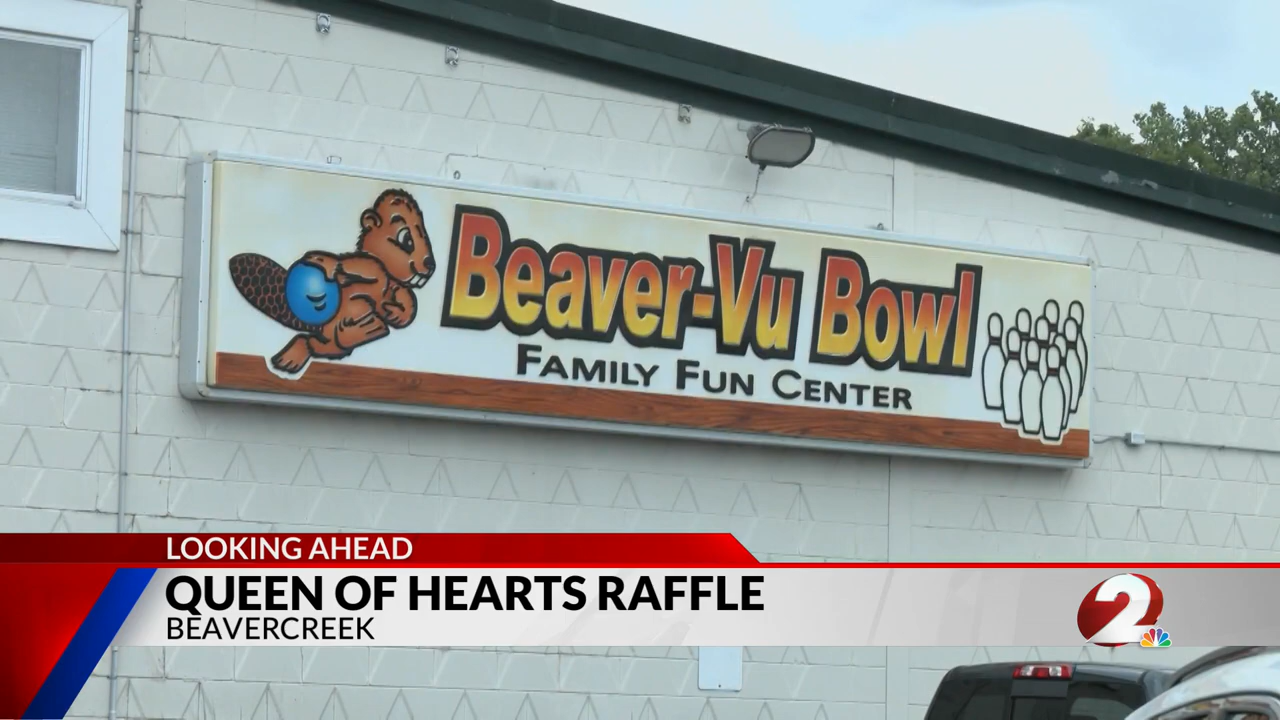 Beaver-Vu Bowl
FAMILY FUN CENTER
LOOKING AHEAD
QUEEN OF HEARTS RAFFLE
BEAVERCREEK
2